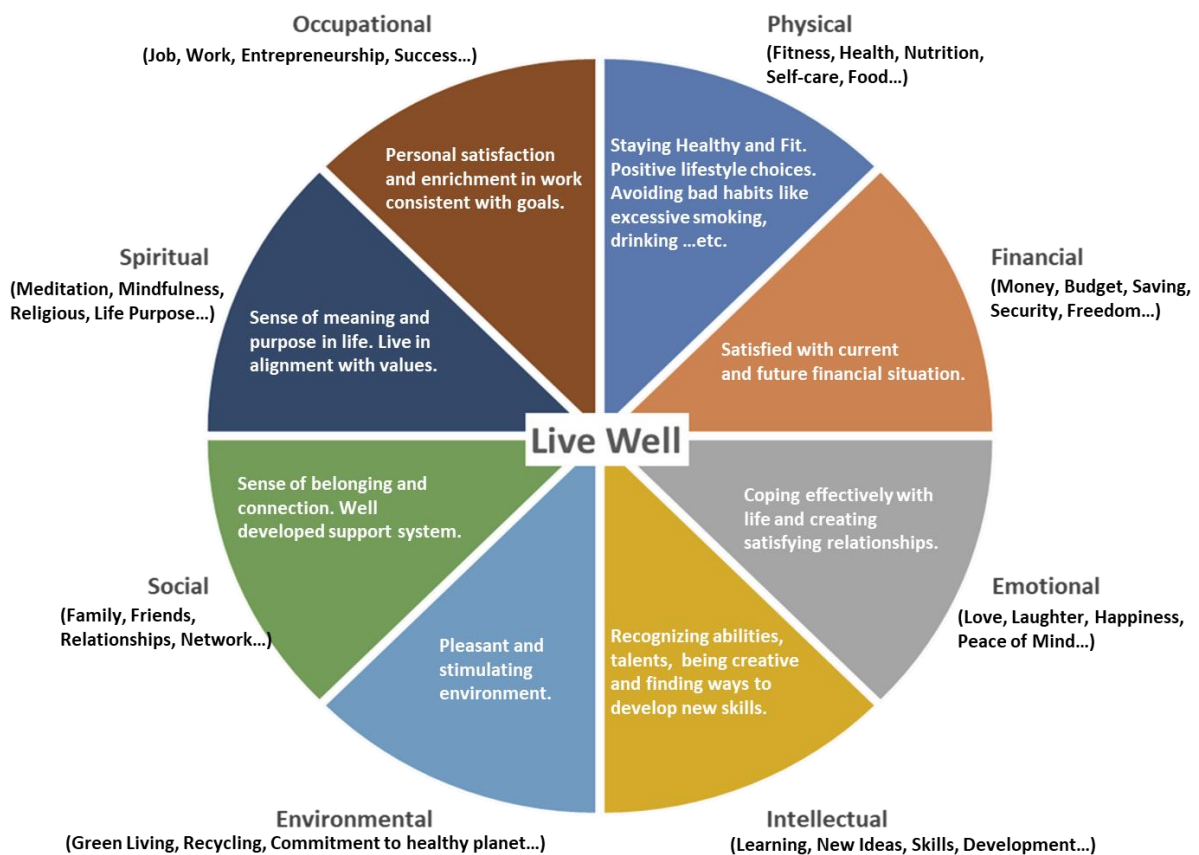 Occupational
(Job, Work, Entrepreneurship, Success...)
Physical
(Fitness, Health, Nutrition,
Self-care, Food...)
Personal satisfaction
and enrichment in work
consistent with goals.
Staying Healthy and Fit.
Positive lifestyle choices.
Avoiding bad habits like
excessive smoking,
drinking ...etc.
Spiritual
(Meditation, Mindfulness,
Religious, Life Purpose...)
Sense of meaning and
purpose in life. Live in
alignment with values.
Financial
(Money, Budget, Saving,
Security, Freedom...)
Satisfied with current
and future financial situation.
Live Well
Sense of belonging and
connection. Well
developed support system.
Social
(Family, Friends,
Relationships, Network...)
Coping effectively with
life and creating
satisfying relationships.
Emotional
(Love, Laughter, Happiness,
Peace of Mind...)
Pleasant and
stimulating
environment.
Recognizing abilities,
talents,  being creative
and finding ways to
develop new skills.
Environmental
(Green Living, Recycling, Commitment to healthy planet...)
Intellectual
(Learning, New Ideas, Skills, Development...)